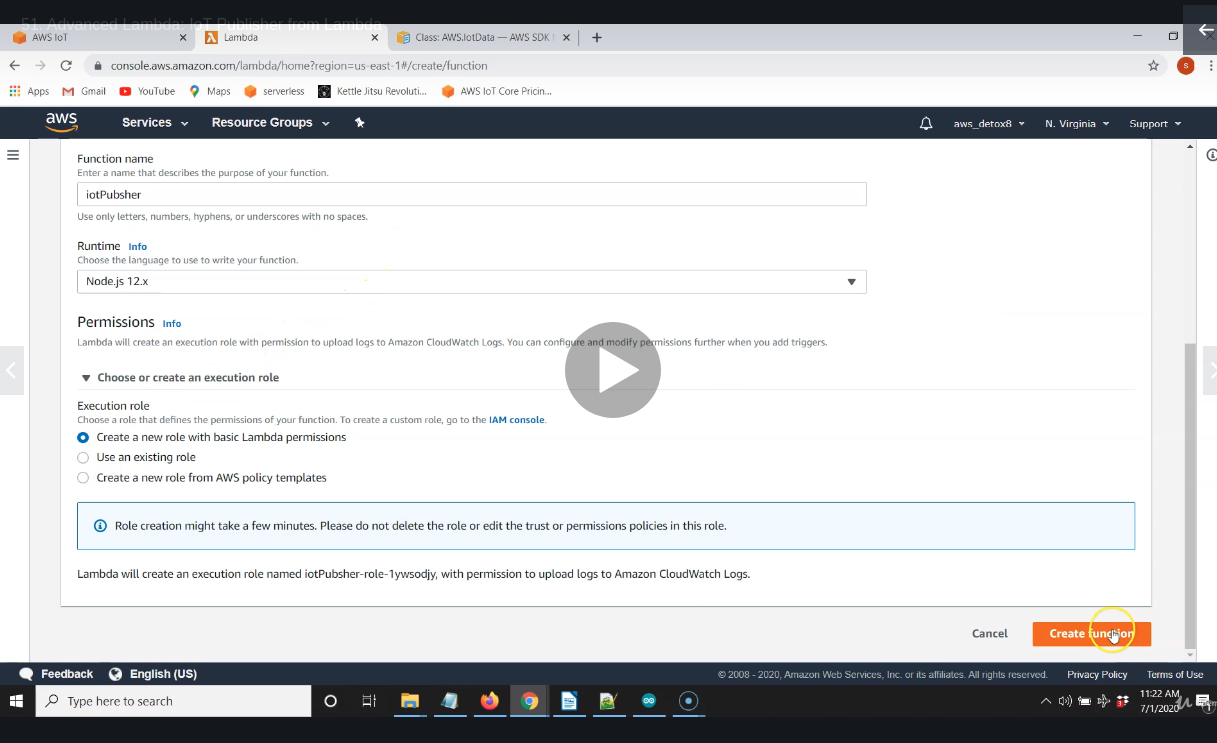 51. Advanced Lambda: IoT Publisher from Lambda
AWS IoT
Lambda
Class: AWS.IotData — AWS SDK
console.aws.amazon.com/lambda/home?region=us-east-1#/create/function
S
Apps
Gmail
YouTube
Maps
serverless
Kettle Jitsu Revoluti...
AWS IoT Core Pricin...
aws
Services
Resource Groups
aws_detox8
N. Virginia
Support
Function name
Enter a name that describes the purpose of your function.
iotPubsher
Use only letters, numbers, hyphens, or underscores with no spaces.
Runtime Info
Choose the language to use to write your function.
Node.js 12.x
Permissions Info
Lambda will create an execution role with permission to upload logs to Amazon CloudWatch Logs. You can configure and modify permissions further when you add triggers.
Choose or create an execution role
Execution role
Choose a role that defines the permissions of your function. To create a custom role, go to the IAM console.
Create a new role with basic Lambda permissions
Use an existing role
Create a new role from AWS policy templates
Role creation might take a few minutes. Please do not delete the role or edit the trust or permissions policies in this role.
Lambda will create an execution role named iotPubsher-role-1ywsodjy, with permission to upload logs to Amazon CloudWatch Logs.
Cancel
Create function
Feedback
English (US)
© 2008 - 2020, Amazon Web Services, Inc. or its affiliates. All rights reserved.
Privacy Policy
Terms of Use
Type here to search
11:22 AM
7/1/2020